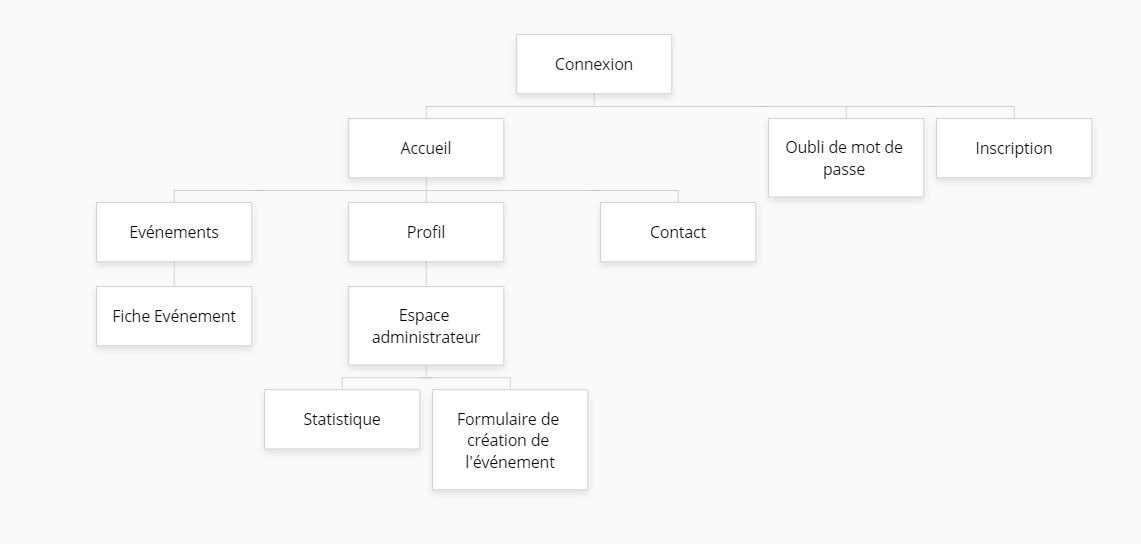 Connexion
Accueil
Oubli de mot de
passe
Inscription
Evénements
Profil
Contact
Fiche Evénement
Espace
administrateur
Statistique
Formulaire de
création de
l'événement